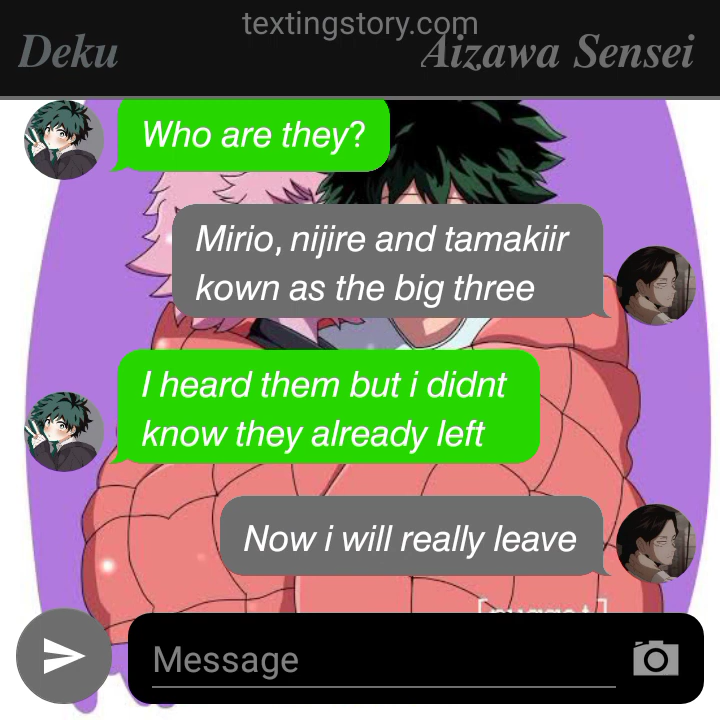 textingstory.com
Deku
Aizawa Sensei
Who are they?
Mirio, nijire and tamakiir
kown as the big three
I heard them but i didnt
know they already left
Now i will really leave
Message